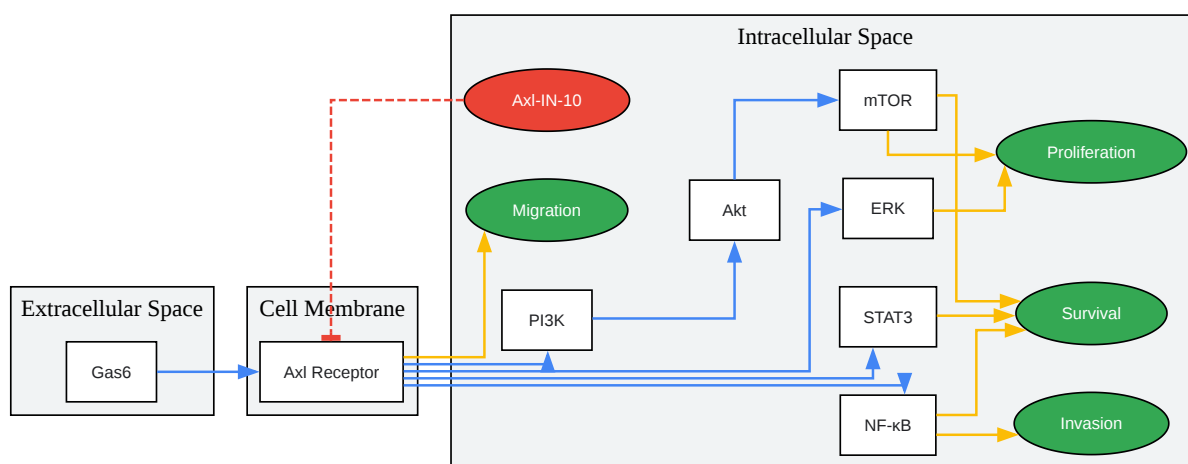 Intracellular Space
Axl-IN-10
mTOR
Proliferation
Migration
Akt
ERK
Extracellular Space
Cell Membrane
PI3K
STAT3
Survival
Gas6
Axl Receptor
NF-κB
Invasion